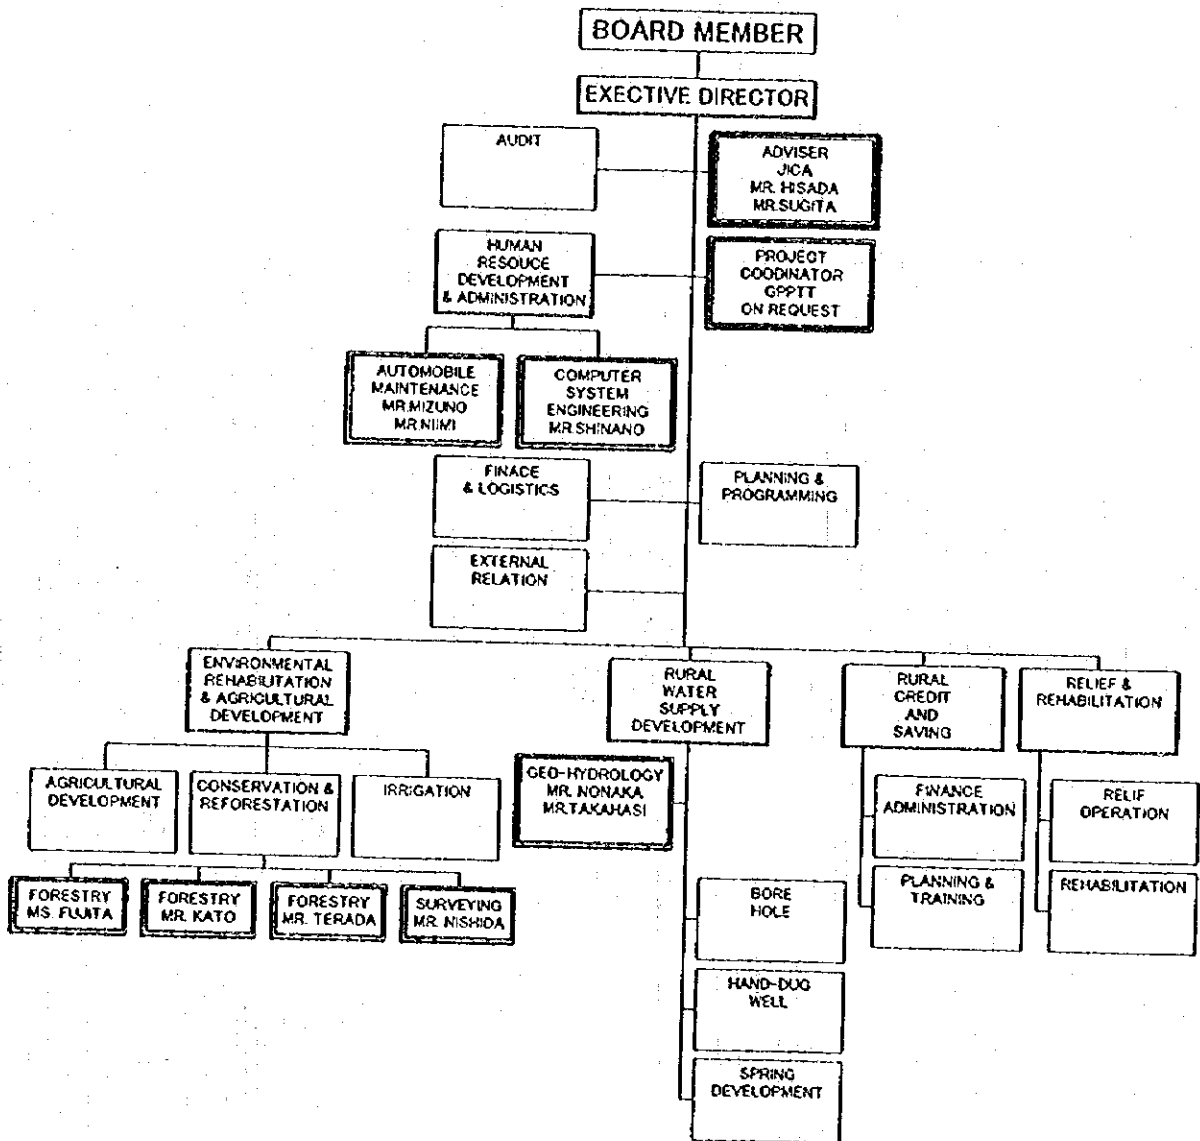 BOARD MEMBER
EXECTIVE DIRECTOR
AUDIT
ADVISER
JICA
MR. HISADA
MR.SUGITA
HUMAN
RESOUCE
DEVELOPMENT
& ADMINISTRATION
PROJECT
COODINATOR
GPPTT
ON REQUEST
AUTOMOBILE
MAINTENANCE
MR.MIZUNO
MR.NIIMI
COMPUTER
SYSTEM
ENGINEERING
MR.SHINANO
FINACE
& LOGISTICS
PLANNING &
PROGRAMMING
EXTERNAL
RELATION
ENVIRONMENTAL
REHABILITATION
& AGRICULTURAL
DEVELOPMENT
RURAL
WATER
SUPPLY
DEVELOPMENT
RURAL
CREDIT
AND
SAVING
RELIEF &
REHABILITATION
AGRICULTURAL
DEVELOPMENT
CONSERVATION &
REFORESTATION
IRRIGATION
GEO-HYDROLOGY
MR. NONAKA
MR.TAKAHASI
FINANCE
ADMINISTRATION
RELIF
OPERATION
FORESTRY
MS. FUJITA
FORESTRY
MR. KATO
FORESTRY
MR. TERADA
SURVEYING
MR. NISHIDA
BORE
HOLE
PLANNING &
TRAINING
REHABILITATION
HAND-DUG
WELL
SPRING
DEVELOPMENT